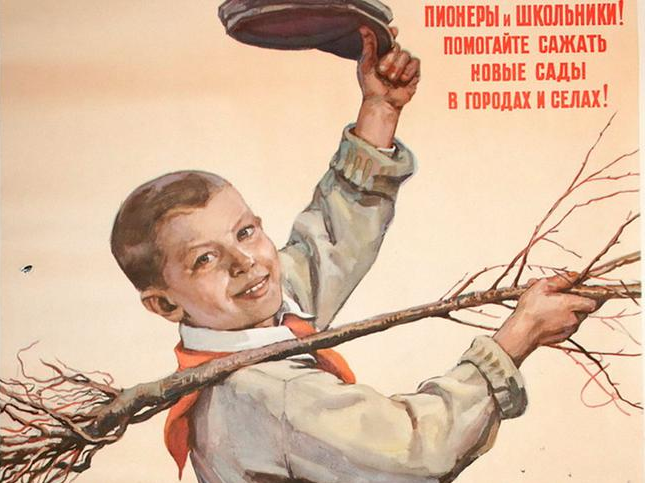 ПИОНЕРЫ и ШКОЛЬНИКИ!
ПОМОГАЙТЕ САЖАТЬ
НОВЫЕ САДЫ
В ГОРОДАХ И СЕЛАХ!